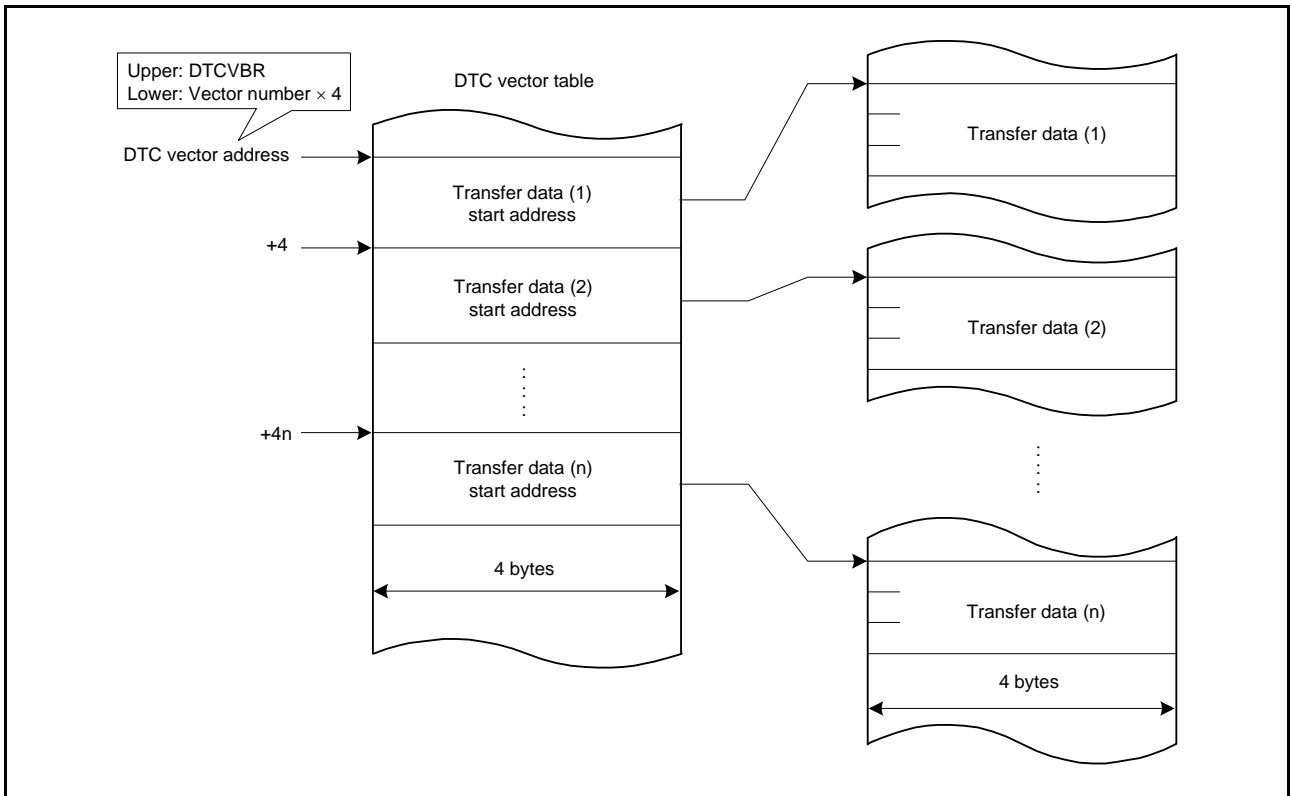 Upper: DTCVBR
Lower: Vector number × 4
DTC vector table
DTC vector address
Transfer data (1)
start address
+4
Transfer data (2)
start address
+4n
Transfer data (n)
start address
4 bytes
Transfer data (1)
Transfer data (2)
Transfer data (n)
4 bytes